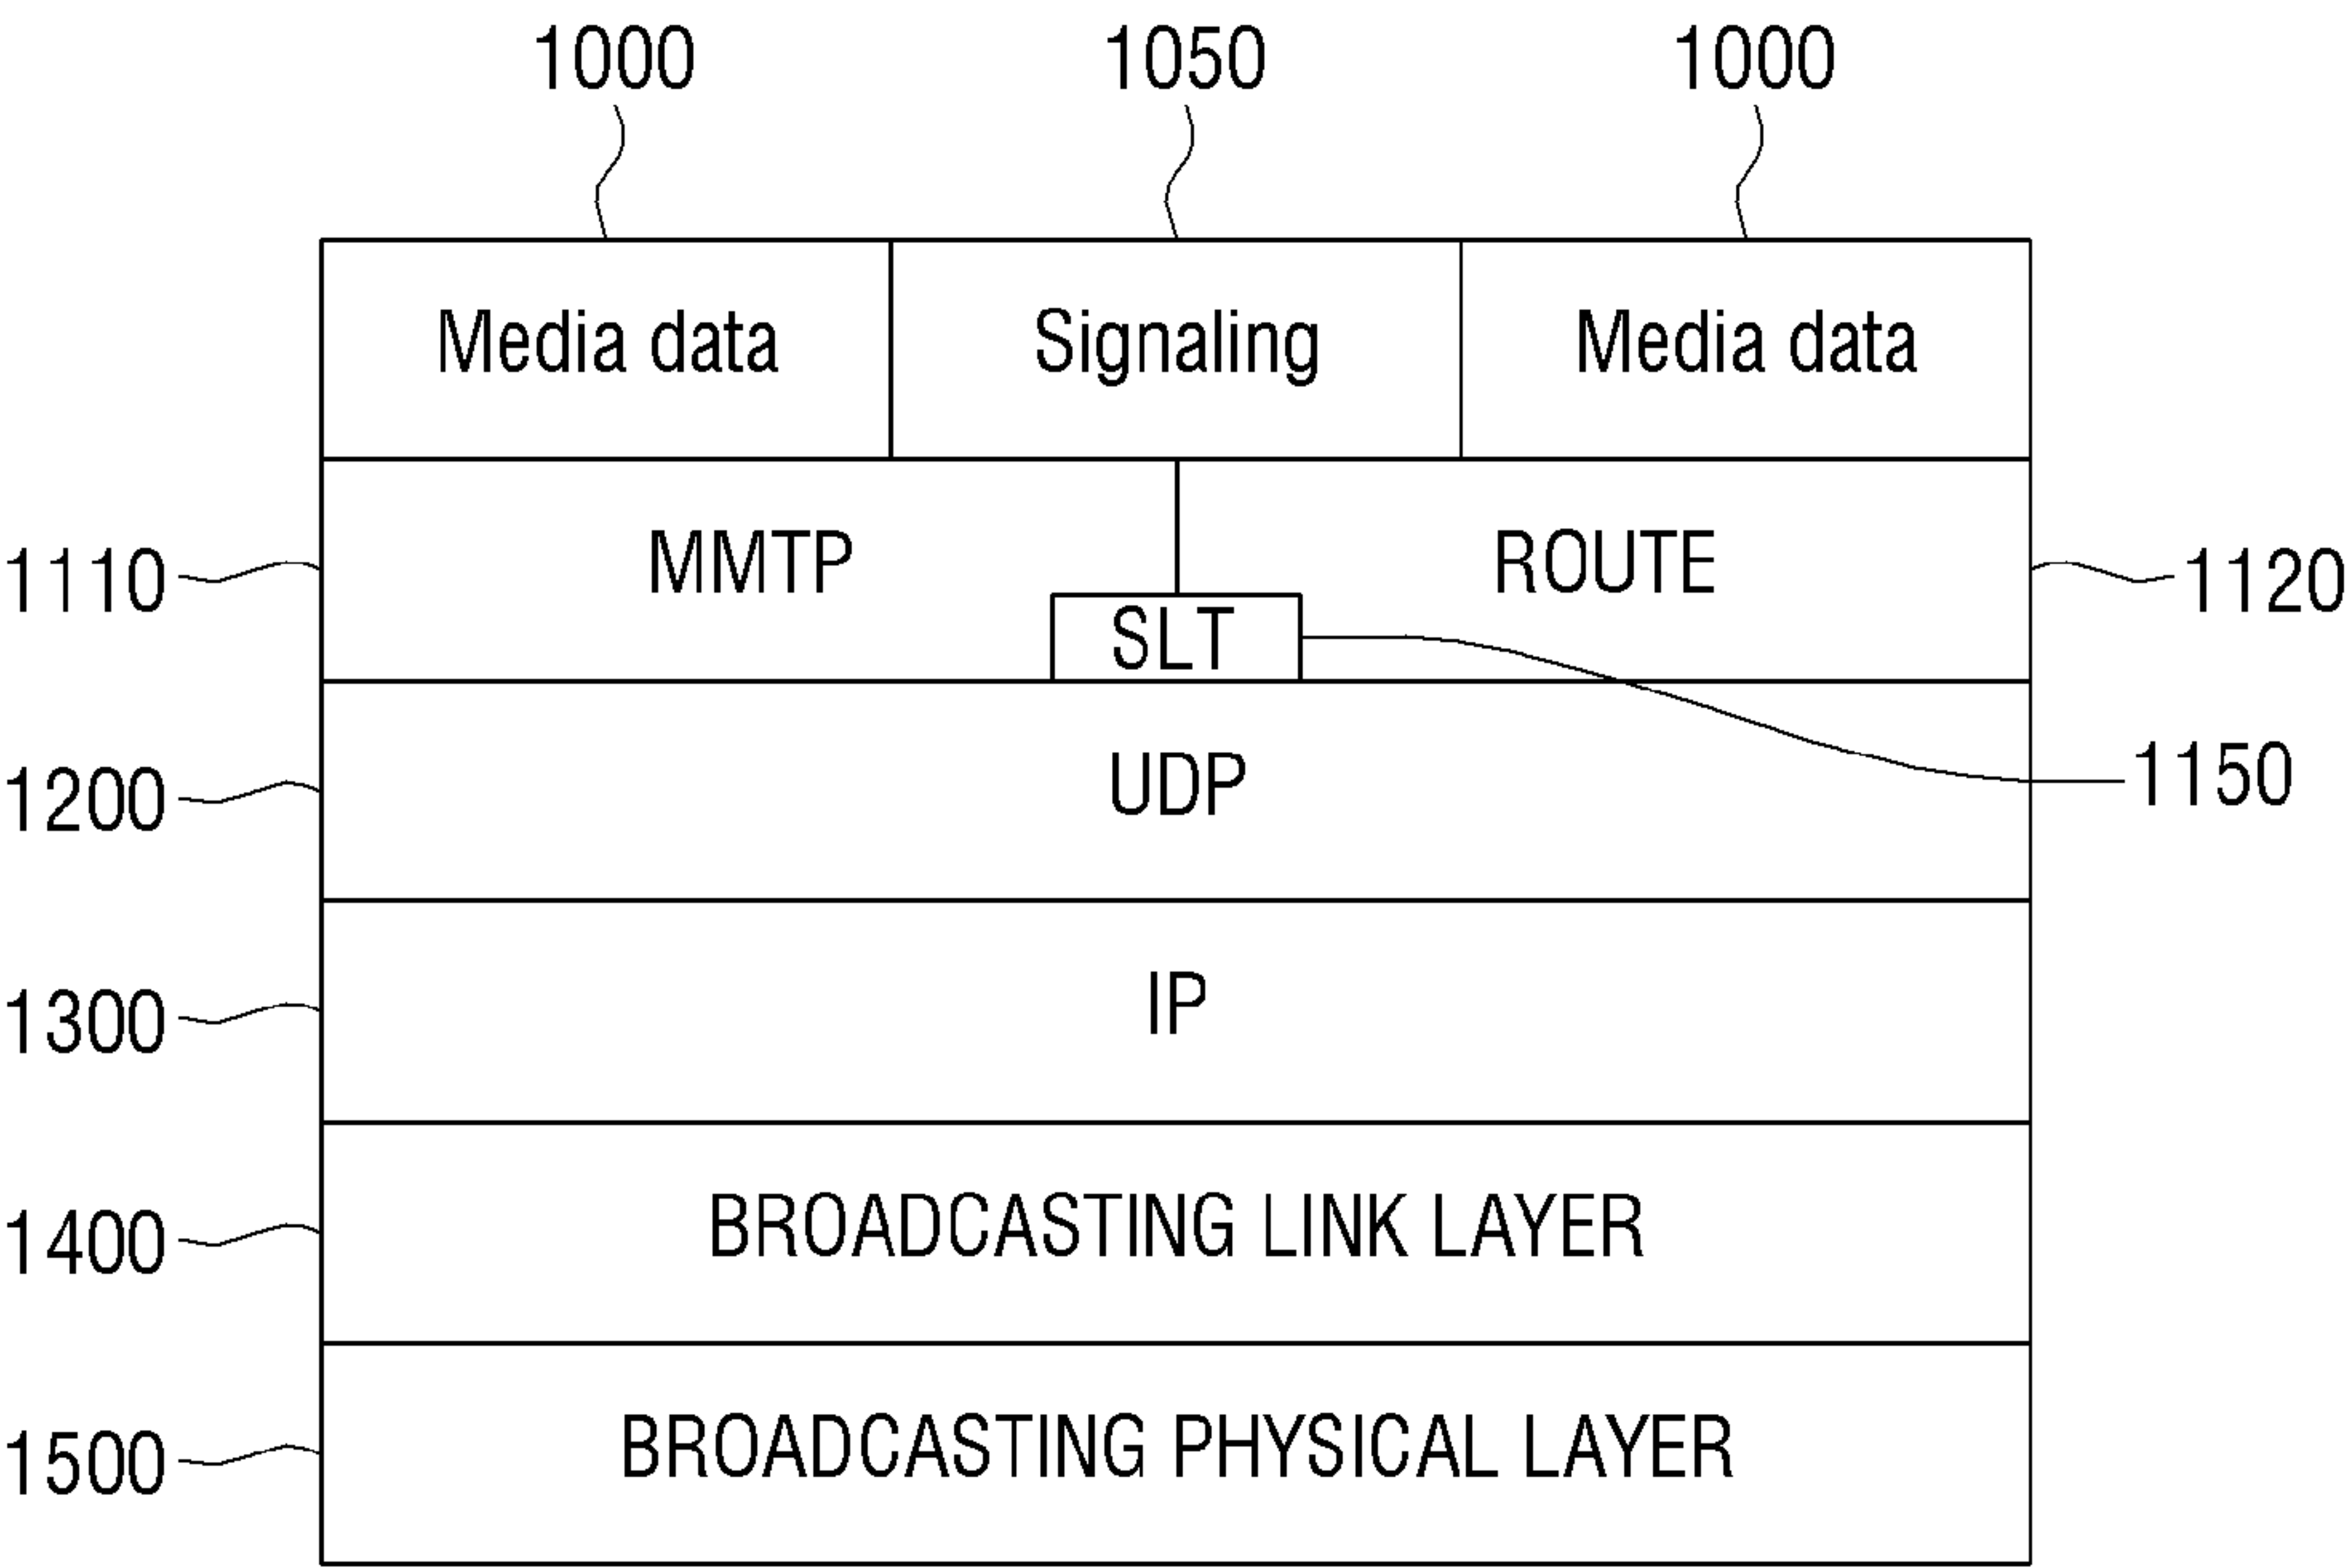 1000 1050 1000
Media data Signaling Media data
1110 MMTP ROUTE 1120
SLT
1200 UDP 1150
1300 IP
1400 BROADCASTING LINK LAYER
1500 BROADCASTING PHYSICAL LAYER